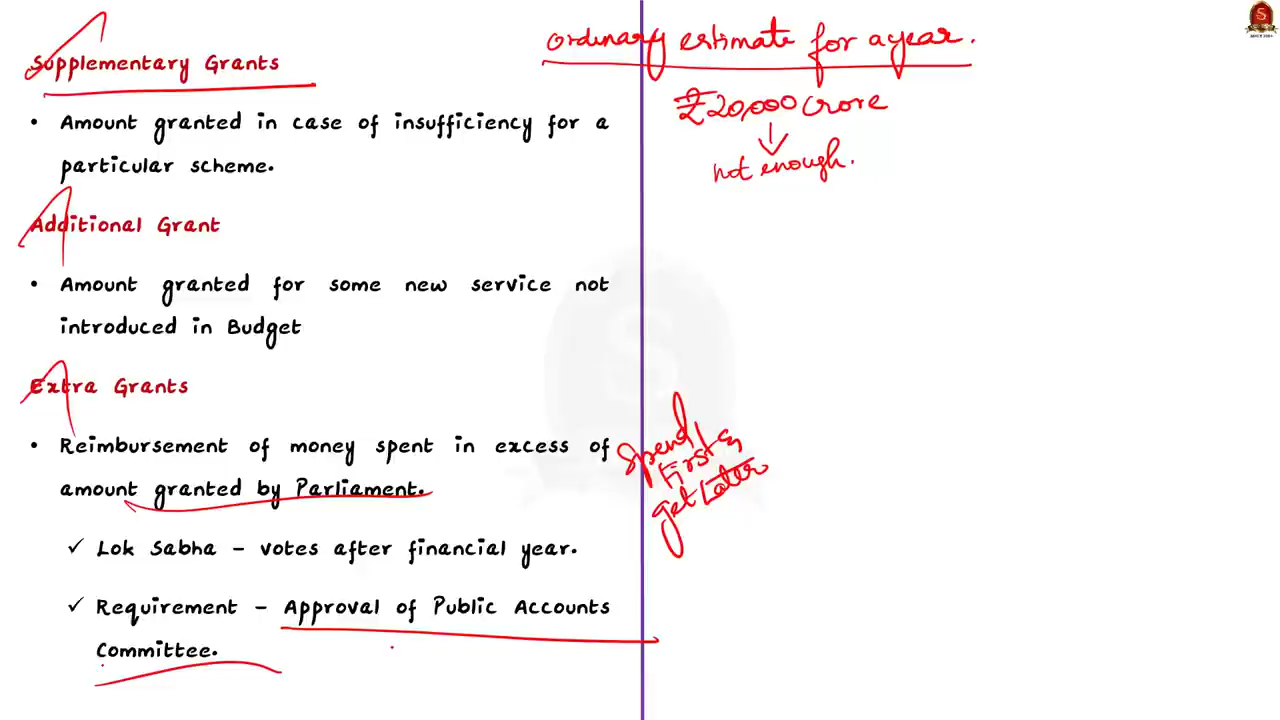 Supplementary Grants
• Amount granted in case of insufficiency for a
particular scheme.
Additional Grant
• Amount granted for some new service not
introduced in Budget
Extra Grants
• Reimbursement of money spent in excess of
amount granted by Parliament.
✓ Lok Sabha – votes after financial year.
✓ Requirement – Approval of Public Accounts
Committee.
ordinary estimate for a year.
₹20,000 crore
not enough.
Spend
First &
get Later